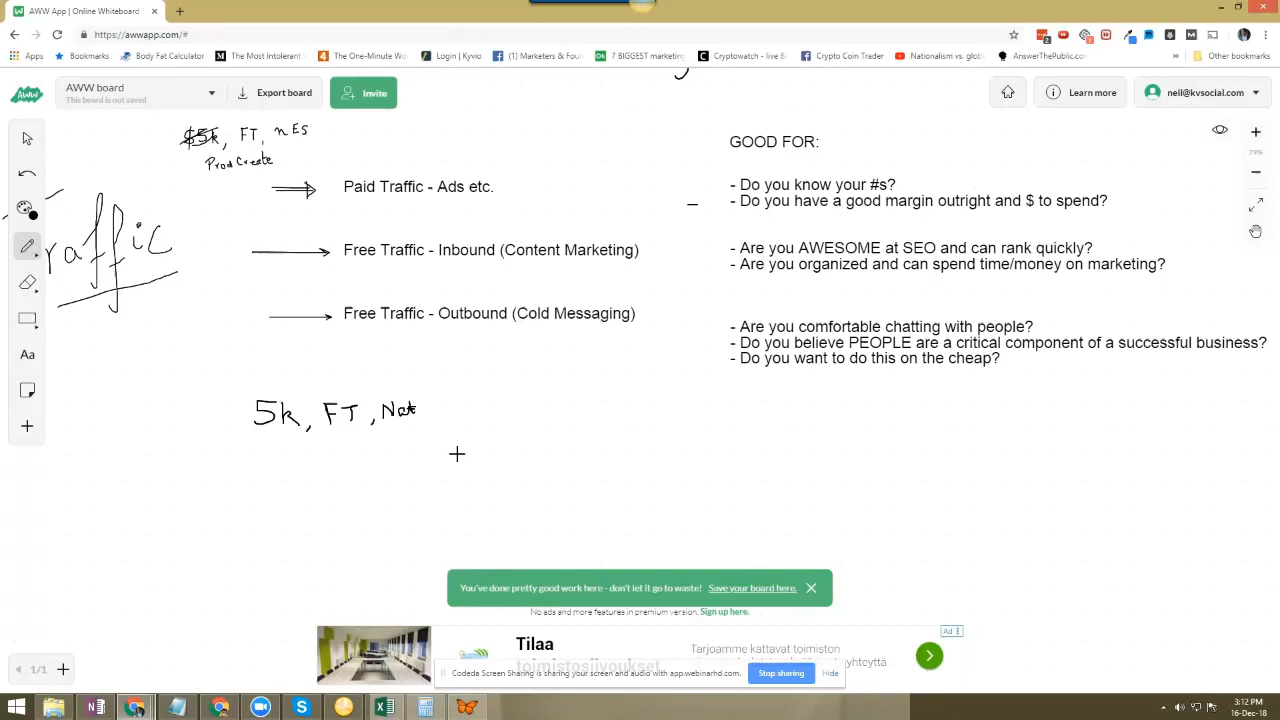 AWW App | Online Whiteboard
https://awwapp.com/#
Apps
Bookmarks
Body Fat Calculator
The Most Intolerant
The One-Minute Wo
Login | Kyvio
(1) Marketers & Foun
7 BIGGEST marketing
Cryptowatch - live B
Crypto Coin Trader
Nationalism vs. glob
AnswerThePublic.com
»
Other bookmarks
AWW board
This board is not saved
Export board
Invite
Learn more
neil@kvsocial.com
$5k, FT, nEs
Prod Create
raffic
Paid Traffic - Ads etc.
Free Traffic - Inbound (Content Marketing)
Free Traffic - Outbound (Cold Messaging)
GOOD FOR:
- Do you know your #s?
- Do you have a good margin outright and $ to spend?
- Are you AWESOME at SEO and can rank quickly?
- Are you organized and can spend time/money on marketing?
- Are you comfortable chatting with people?
- Do you believe PEOPLE are a critical component of a successful business?
- Do you want to do this on the cheap?
79%
Aa
5k, FT, Not
You've done pretty good work here - don't let it go to waste! Save your board here.
No ads and more features in premium version. Sign up here.
Ad
Tilaa
toimistosiivoukset
Tarjoamme kattavat toimiston
yhteyttä.
Codeda Screen Sharing is sharing your screen and audio with app.webinarhd.com.
Stop sharing
Hide
1/1
3:12 PM
16-Dec-18